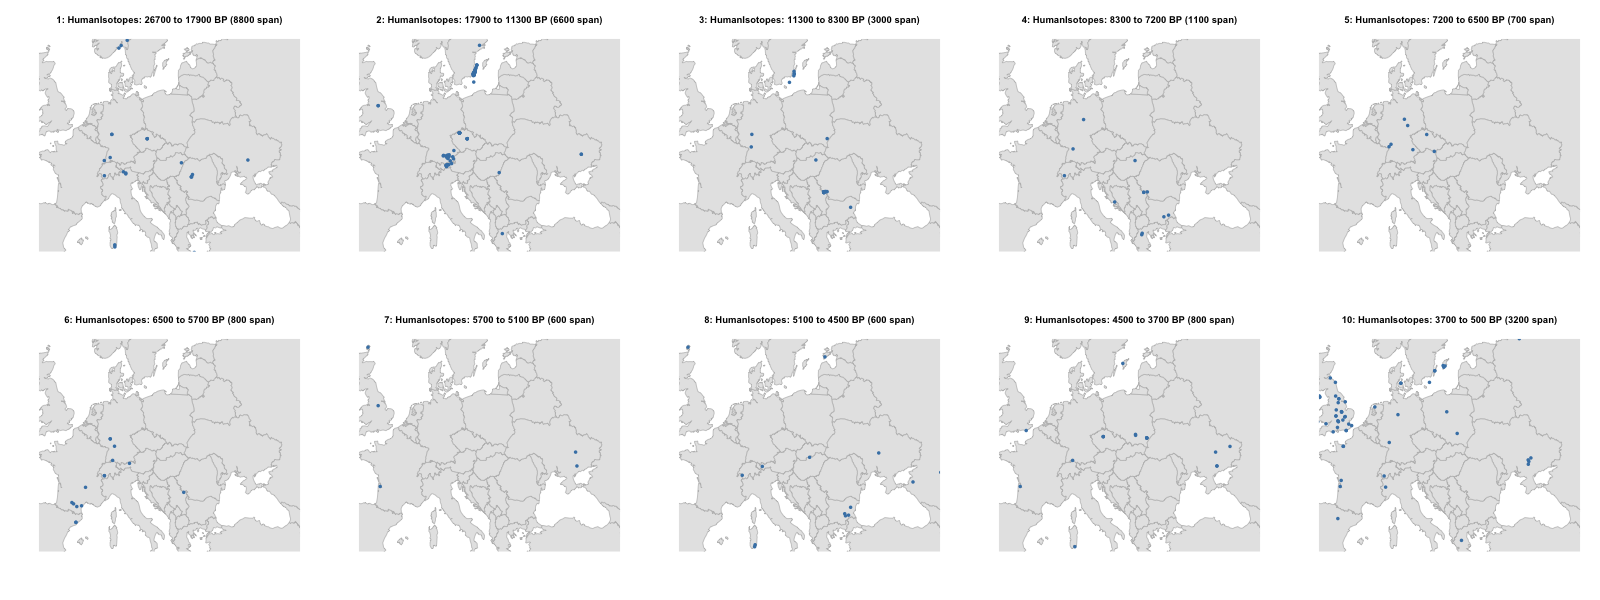 1: HumanIsotopes: 26700 to 17900 BP (8800 span)
2: HumanIsotopes: 17900 to 11300 BP (6600 span)
3: HumanIsotopes: 11300 to 8300 BP (3000 span)
4: HumanIsotopes: 8300 to 7200 BP (1100 span)
5: HumanIsotopes: 7200 to 6500 BP (700 span)
6: HumanIsotopes: 6500 to 5700 BP (800 span)
7: HumanIsotopes: 5700 to 5100 BP (600 span)
8: HumanIsotopes: 5100 to 4500 BP (600 span)
9: HumanIsotopes: 4500 to 3700 BP (800 span)
10: HumanIsotopes: 3700 to 500 BP (3200 span)